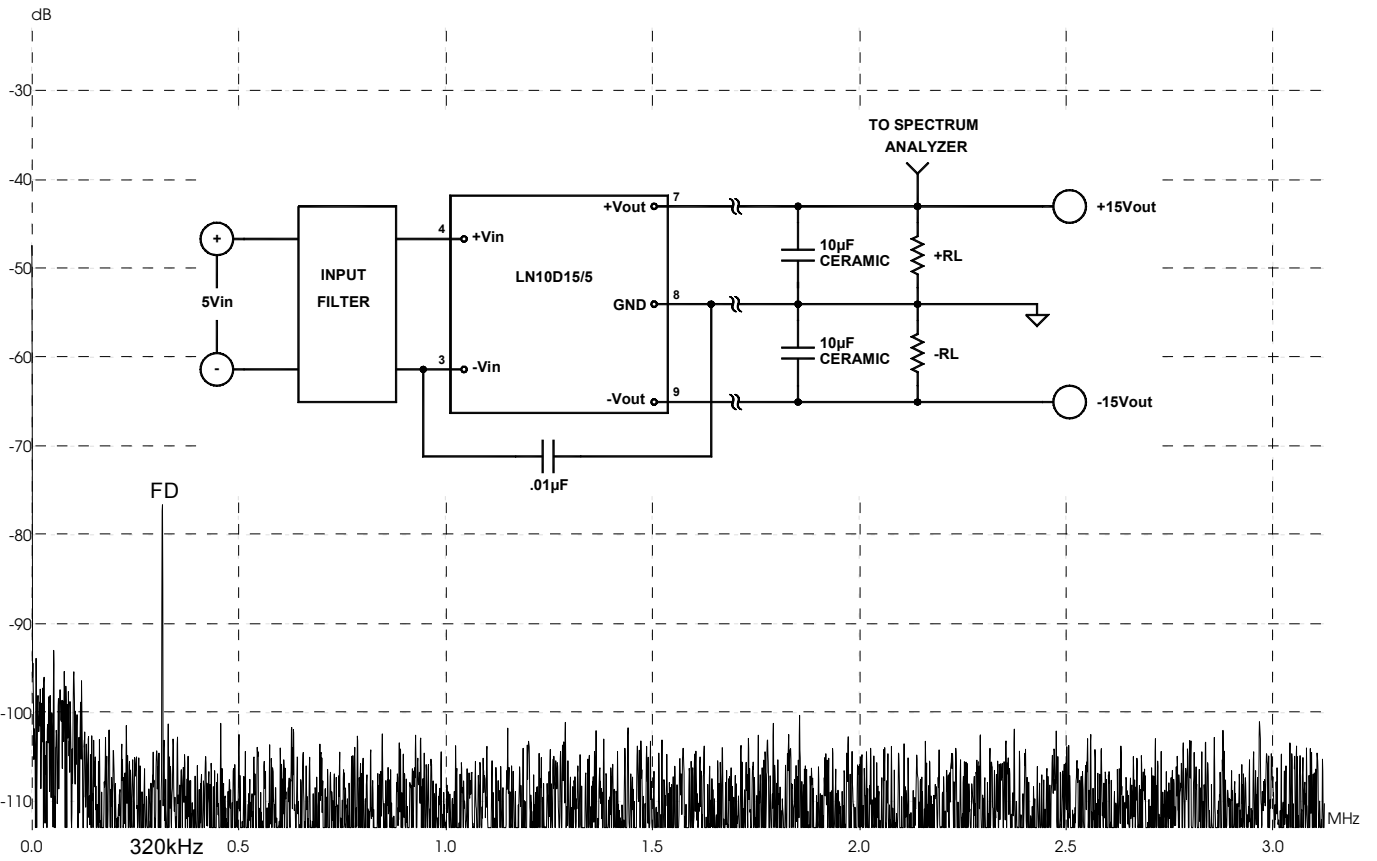 dB
-30
TO SPECTRUM
ANALYZER
-40
+Vout
7
+15Vout
4
+Vin
+
10µF
CERAMIC
+RL
-50
INPUT
FILTER
LN10D15/5
5Vin
GND
8
-60
10µF
CERAMIC
-RL
-
3
-Vin
-Vout
9
-15Vout
-70
.01µF
FD
-80
-90
-100
-110
MHz
0.0
320kHz
0.5
1.0
1.5
2.0
2.5
3.0